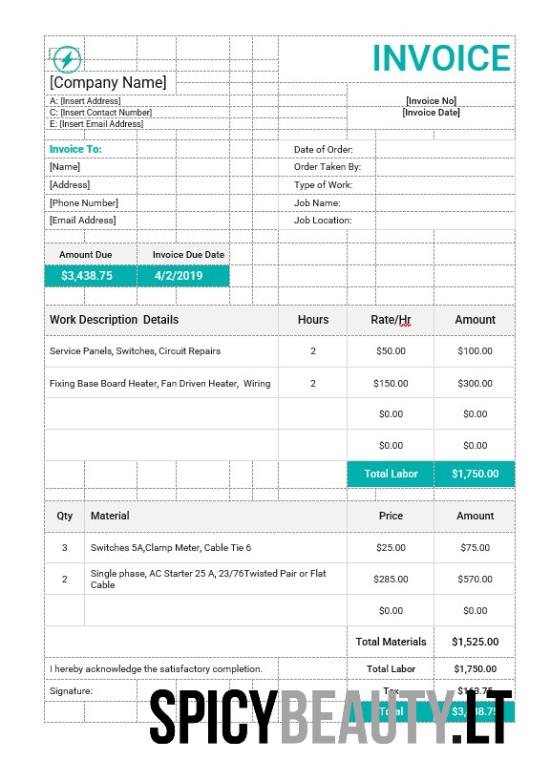 INVOICE
[Company Name]
A: [Insert Address]
C: [Insert Contact Number]
E: [Insert Email Address]
[Invoice No]
[Invoice Date]
Invoice To:
[Name]
[Address]
[Phone Number]
[Email Address]
Date of Order:
Order Taken By:
Type of Work:
Job Name:
Job Location:
Amount Due Invoice Due Date
$3,438.75 4/2/2019
Work Description Details Hours Rate/Hr Amount
Service Panels, Switches, Circuit Repairs 2 $50.00 $100.00
Fixing Base Board Heater, Fan Driven Heater, Wiring 2 $150.00 $300.00
$0.00 $0.00
$0.00 $0.00
Total Labor $1,750.00
Qty Material Price Amount
3 Switches 5A,Clamp Meter, Cable Tie 6 $25.00 $75.00
2 Single phase, AC Starter 25 A, 23/76Twisted Pair or Flat
Cable $285.00 $570.00
$0.00 $0.00
Total Materials $1,525.00
I hereby acknowledge the satisfactory completion. Total Labor $1,750.00
Signature: Tax
Total
SPICYBEAUTY.LT